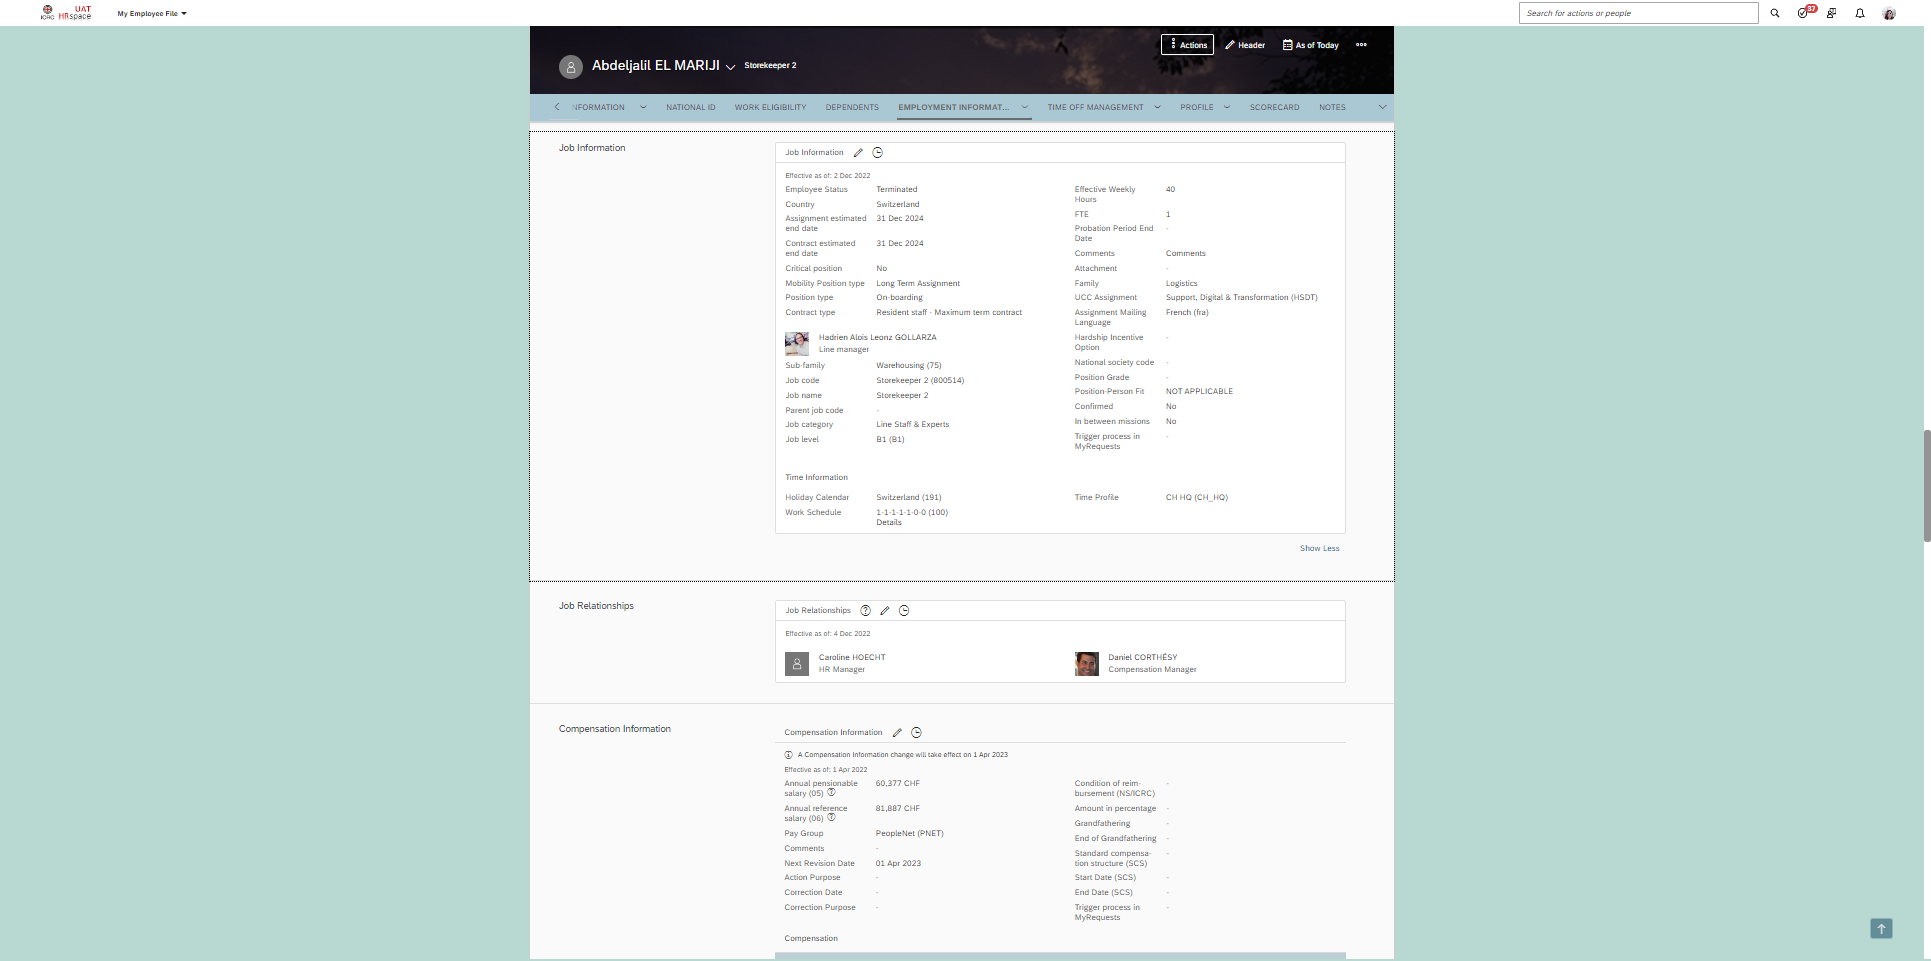 ICRC
UAT
HRspace
My Employee File
Search for actions or people
37
Abdeljalil EL MARIJI
Storekeeper 2
Actions
Header
As of Today
NFORMATION
NATIONAL ID
WORK ELIGIBILITY
DEPENDENTS
EMPLOYMENT INFORMAT...
TIME OFF MANAGEMENT
PROFILE
SCORECARD
NOTES
Job Information
Job Information
Effective as of: 2 Dec 2022
Employee Status Terminated
Country Switzerland
Assignment estimated 31 Dec 2024
end date
Contract estimated 31 Dec 2024
end date
Critical position No
Mobility Position type Long Term Assignment
Position type On-boarding
Contract type Resident staff - Maximum term contract
Hadrien Alois Leonz GOLLARZA
Line manager
Sub-family Warehousing (75)
Job code Storekeeper 2 (800514)
Job name Storekeeper 2
Parent job code -
Job category Line Staff & Experts
Job level B1 (B1)
Effective Weekly 40
Hours
FTE 1
Probation Period End -
Date
Comments Comments
Attachment -
Family Logistics
UCC Assignment Support, Digital & Transformation (HSDT)
Assignment Mailing French (fra)
Language
Hardship Incentive -
Option
National society code -
Position Grade -
Position-Person Fit NOT APPLICABLE
Confirmed No
In between missions No
Trigger process in -
MyRequests
Time Information
Holiday Calendar Switzerland (191)
Work Schedule 1-1-1-1-1-0-0 (100)
Details
Time Profile CH HQ (CH_HQ)
Show Less
Job Relationships
Job Relationships
Effective as of: 4 Dec 2022
Caroline HOECHT
HR Manager
Daniel CORTHÉSY
Compensation Manager
Compensation Information
Compensation Information
A Compensation Information change will take effect on 1 Apr 2023
Effective as of: 1 Apr 2022
Annual pensionable 60,377 CHF
salary (05)
Annual reference 81,887 CHF
salary (06)
Pay Group PeopleNet (PNET)
Comments -
Next Revision Date 01 Apr 2023
Action Purpose -
Correction Date -
Correction Purpose -
Condition of reim- -
bursement (NS/ICRC)
Amount in percentage -
Grandfathering -
End of Grandfathering -
Standard compensa- -
tion structure (SCS)
Start Date (SCS) -
End Date (SCS) -
Trigger process in -
MyRequests
Compensation